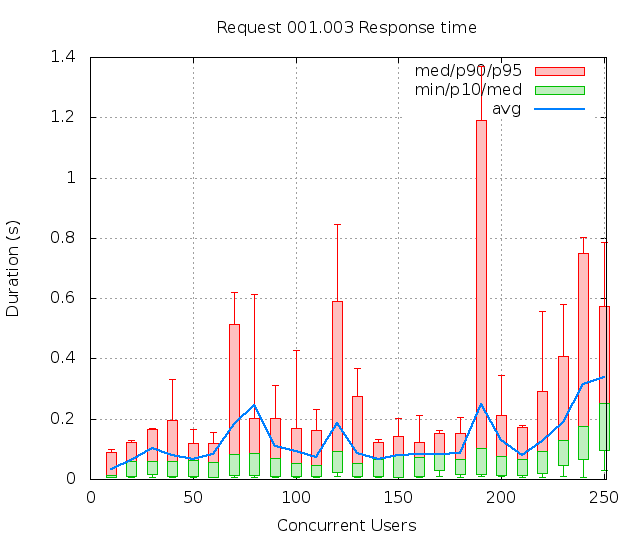 Request 001.003 Response time
1.4
1.2
1
0.8
0.6
0.4
0.2
0
med/p90/p95
min/p10/med
avg
Duration (s)
0
50
100
150
200
250
Concurrent Users